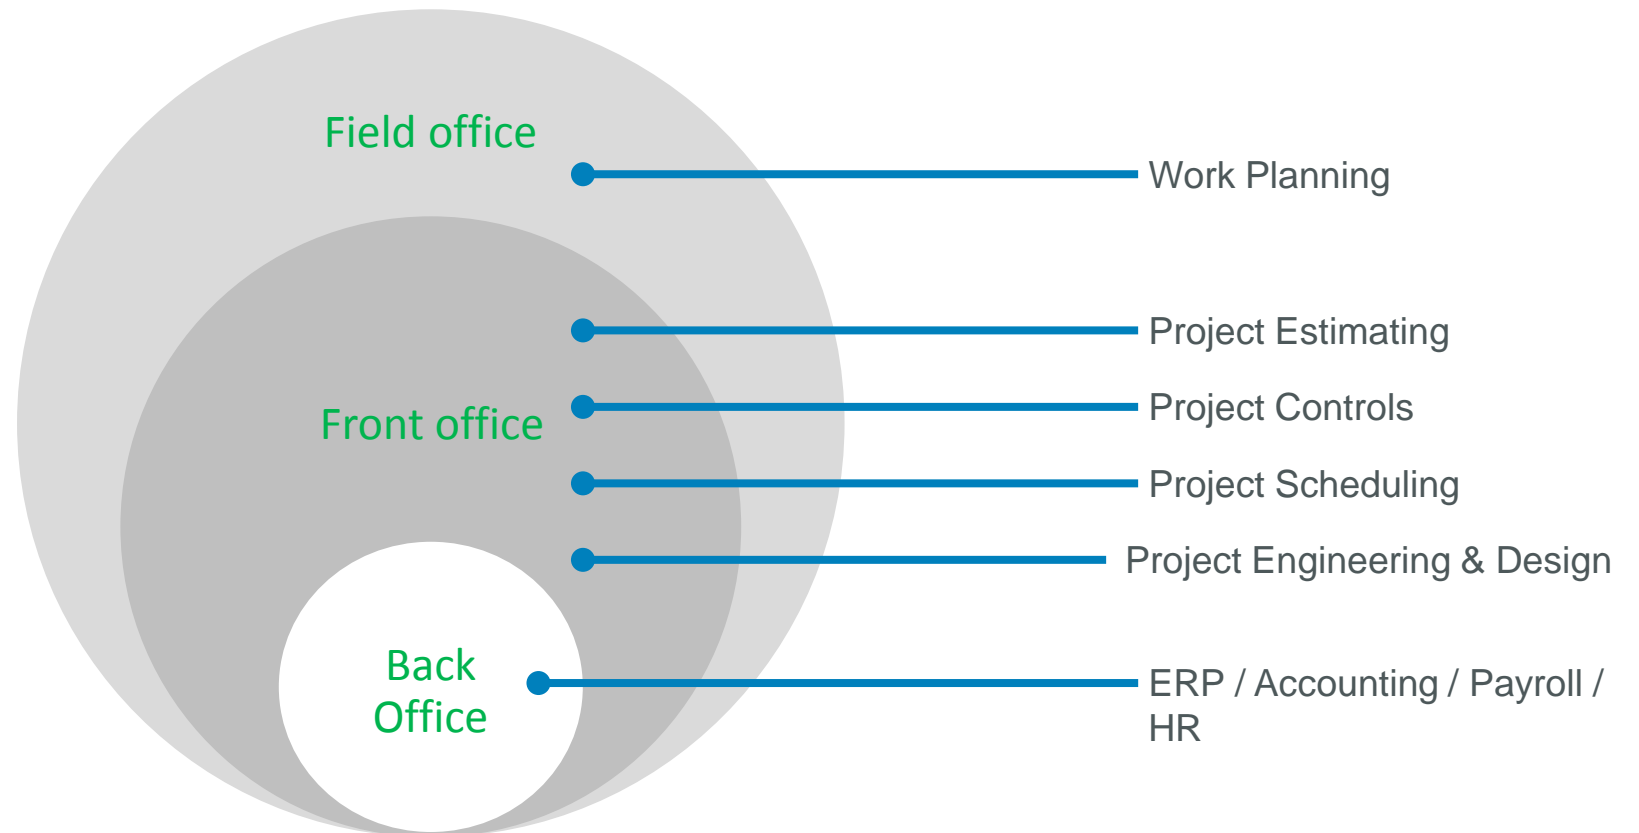 Field office
Work Planning
Project Estimating
Front office
Project Controls
Project Scheduling
Project Engineering & Design
Back
Office
ERP / Accounting / Payroll /
HR